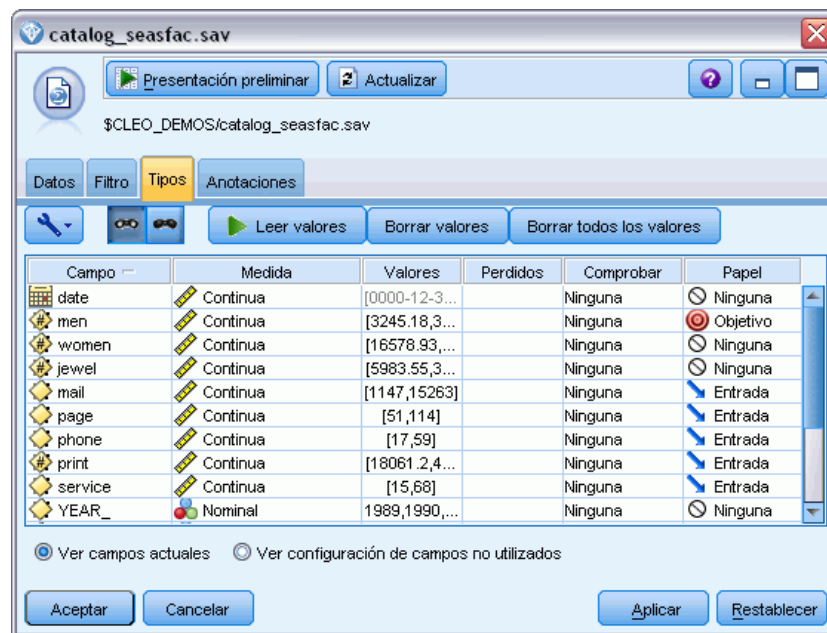 catalog_seasfac.sav
Presentación preliminar Actualizar
$CLEO_DEMOS/catalog_seasfac.sav
Datos Filtro Tipos Anotaciones
Leer valores Borrar valores Borrar todos los valores
Campo Medida Valores Perdidos Comprobar Papel
date Continua [0000-12-3... Ninguna Ninguna
men Continua [3245.18,3... Ninguna Objetivo
women Continua [16578.93,... Ninguna Ninguna
jewel Continua [5983.55,3... Ninguna Ninguna
mail Continua [1147,15263] Ninguna Entrada
page Continua [51,114] Ninguna Entrada
phone Continua [17,59] Ninguna Entrada
print Continua [18061.2,4... Ninguna Entrada
service Continua [15,68] Ninguna Entrada
YEAR_ Nominal 1989,1990,... Ninguna Ninguna
Ver campos actuales Ver configuración de campos no utilizados
Aceptar Cancelar Aplicar Restablecer